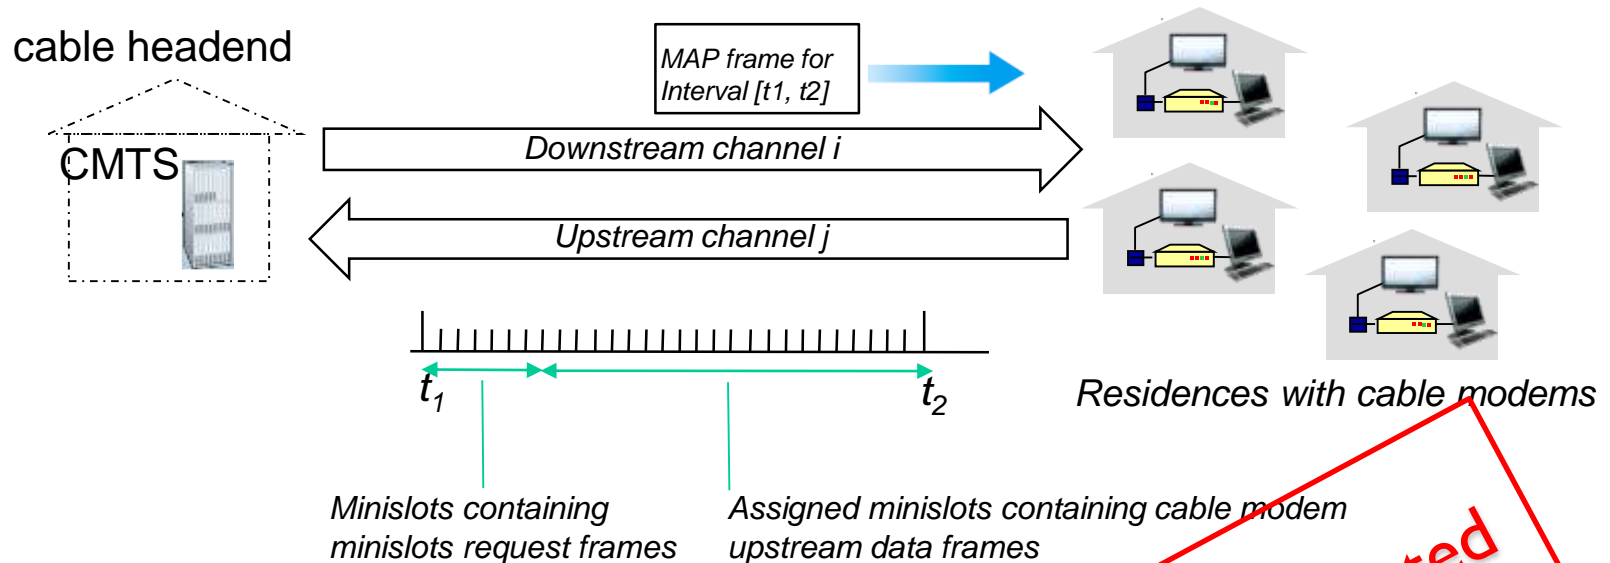 cable headend
MAP frame for
Interval [t1, t2]
CMTS
Downstream channel i
Upstream channel j
t1
t2
Residences with cable modems
Minislots containing
minislots request frames
Assigned minislots containing cable modem
upstream data frames